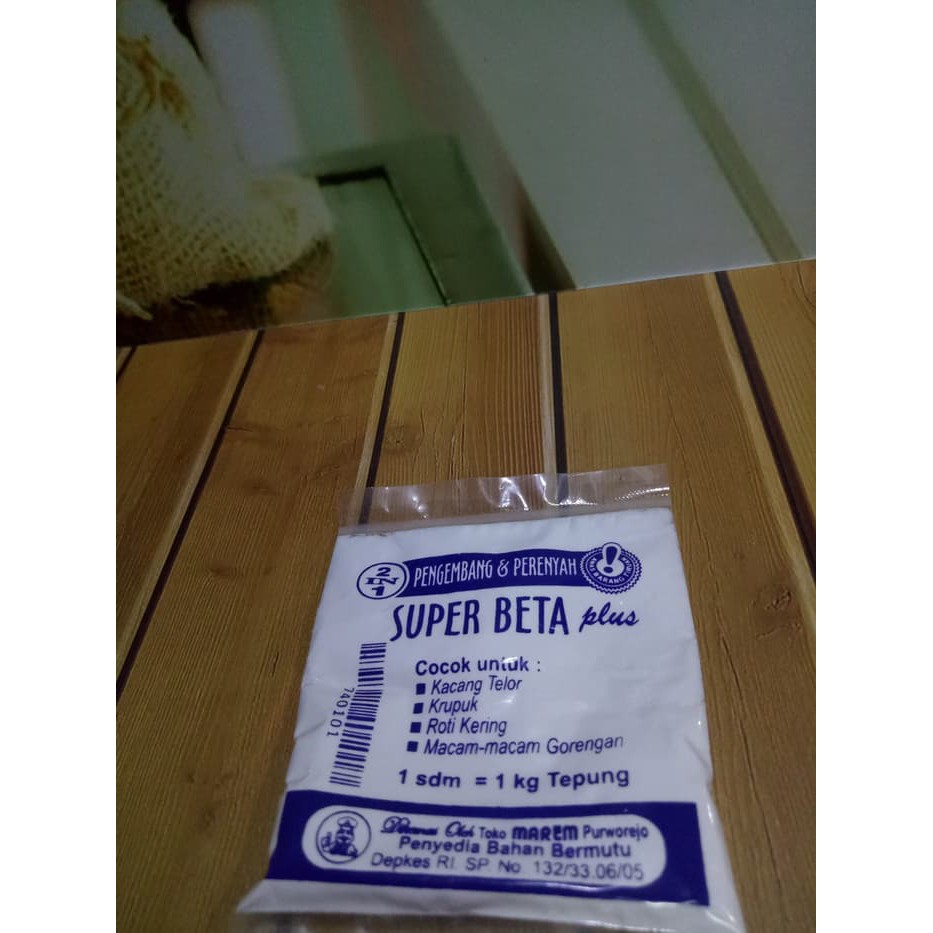 2 IN 1
PENGEMBANG & PERENYAH
SUPER BETA plus
Cocok untuk :
Kacang Telor
Krupuk
Roti Kering
Macam-macam Gorengan
1 sdm = 1 kg Tepung
740101
Oleh Toko MAREM Purworejo
Penyedia Bahan Bermutu
Depkes RI. SP. No. 132/33.06/05